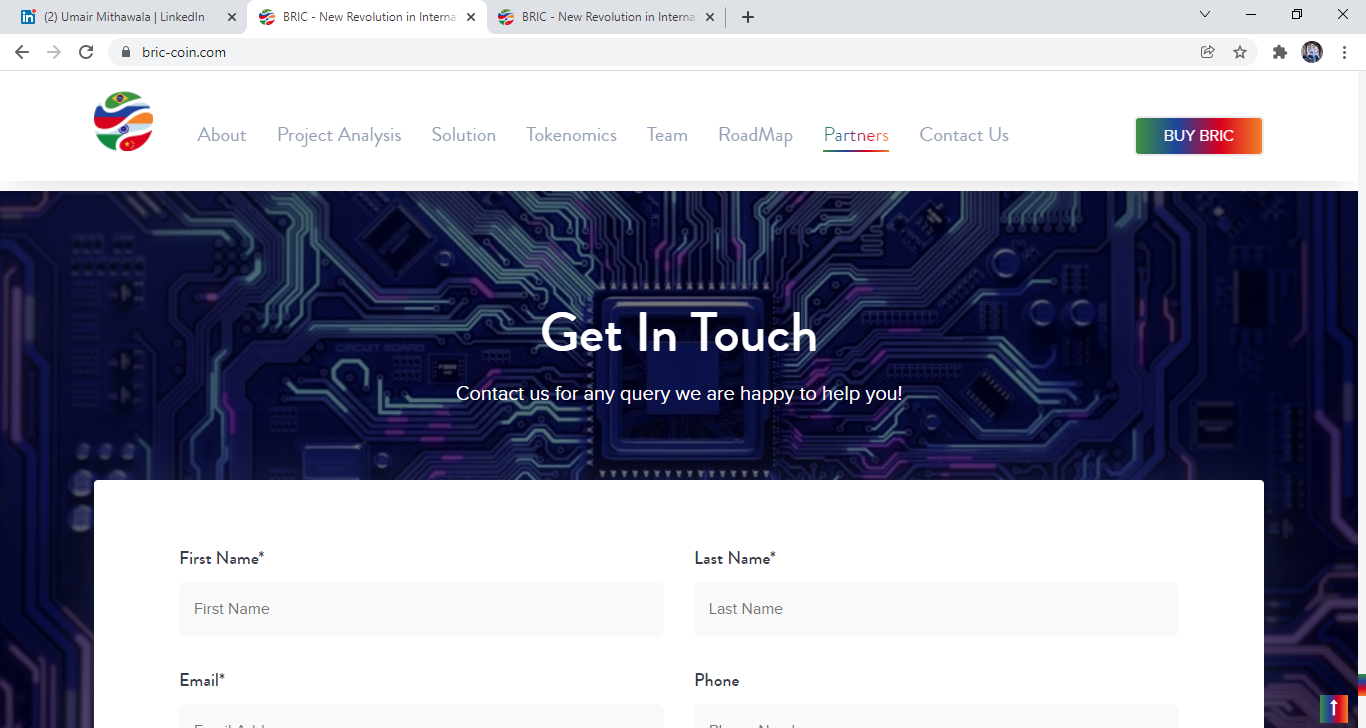 (2) Umair Mithawala | LinkedIn
BRIC - New Revolution in Interna
BRIC - New Revolution in Interna
bric-coin.com
About Project Analysis Solution Tokenomics Team RoadMap Partners Contact Us
BUY BRIC
CIRCUIT BOARD
Get In Touch
Contact us for any query we are happy to help you!
First Name*
Last Name*
First Name
Last Name
Email*
Phone